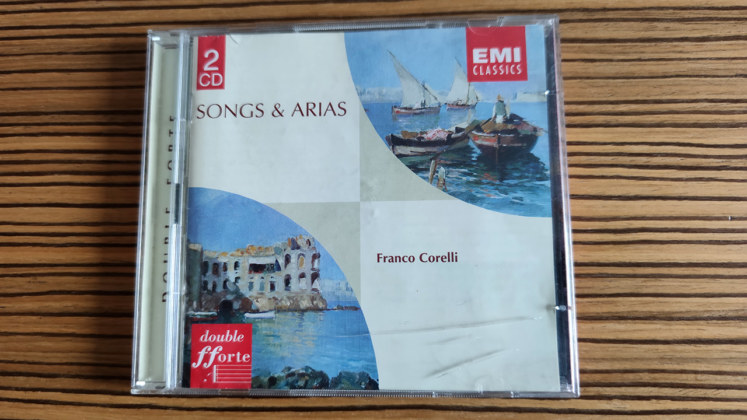 2
CD
EMI
CLASSICS
SONGS & ARIAS
DOUBLE FORTE
Franco Corelli
double
fforte